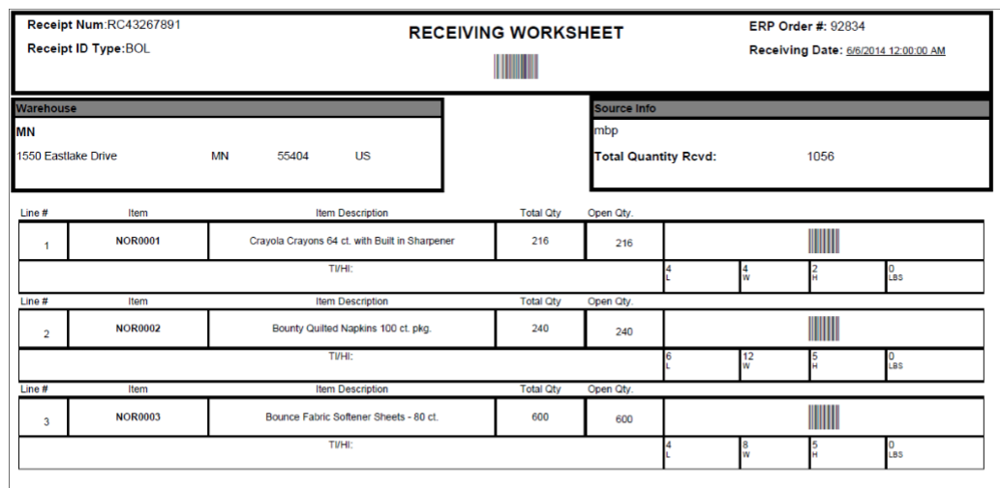 Receipt Num:RC43267891
RECEIVING WORKSHEET
ERP Order #: 92834
Receipt ID Type:BOL
Receiving Date: 6/6/2014 12:00:00 AM
Warehouse
MN
1550 Eastlake Drive MN 55404 US
Source Info
mbp
Total Quantity Rcvd: 1056
Line # Item Item Description Total Qty Open Qty.
1 NOR0001 Crayola Crayons 64 ct. with Built in Sharpener 216 216
TI/HI: 4 L 4 W 2 H 0 LBS
Line # Item Item Description Total Qty Open Qty.
2 NOR0002 Bounty Quilted Napkins 100 ct. pkg. 240 240
TI/HI: 6 L 12 W 5 H 0 LBS
Line # Item Item Description Total Qty Open Qty.
3 NOR0003 Bounce Fabric Softener Sheets - 80 ct. 600 600
TI/HI: 4 L 8 W 5 H 0 LBS